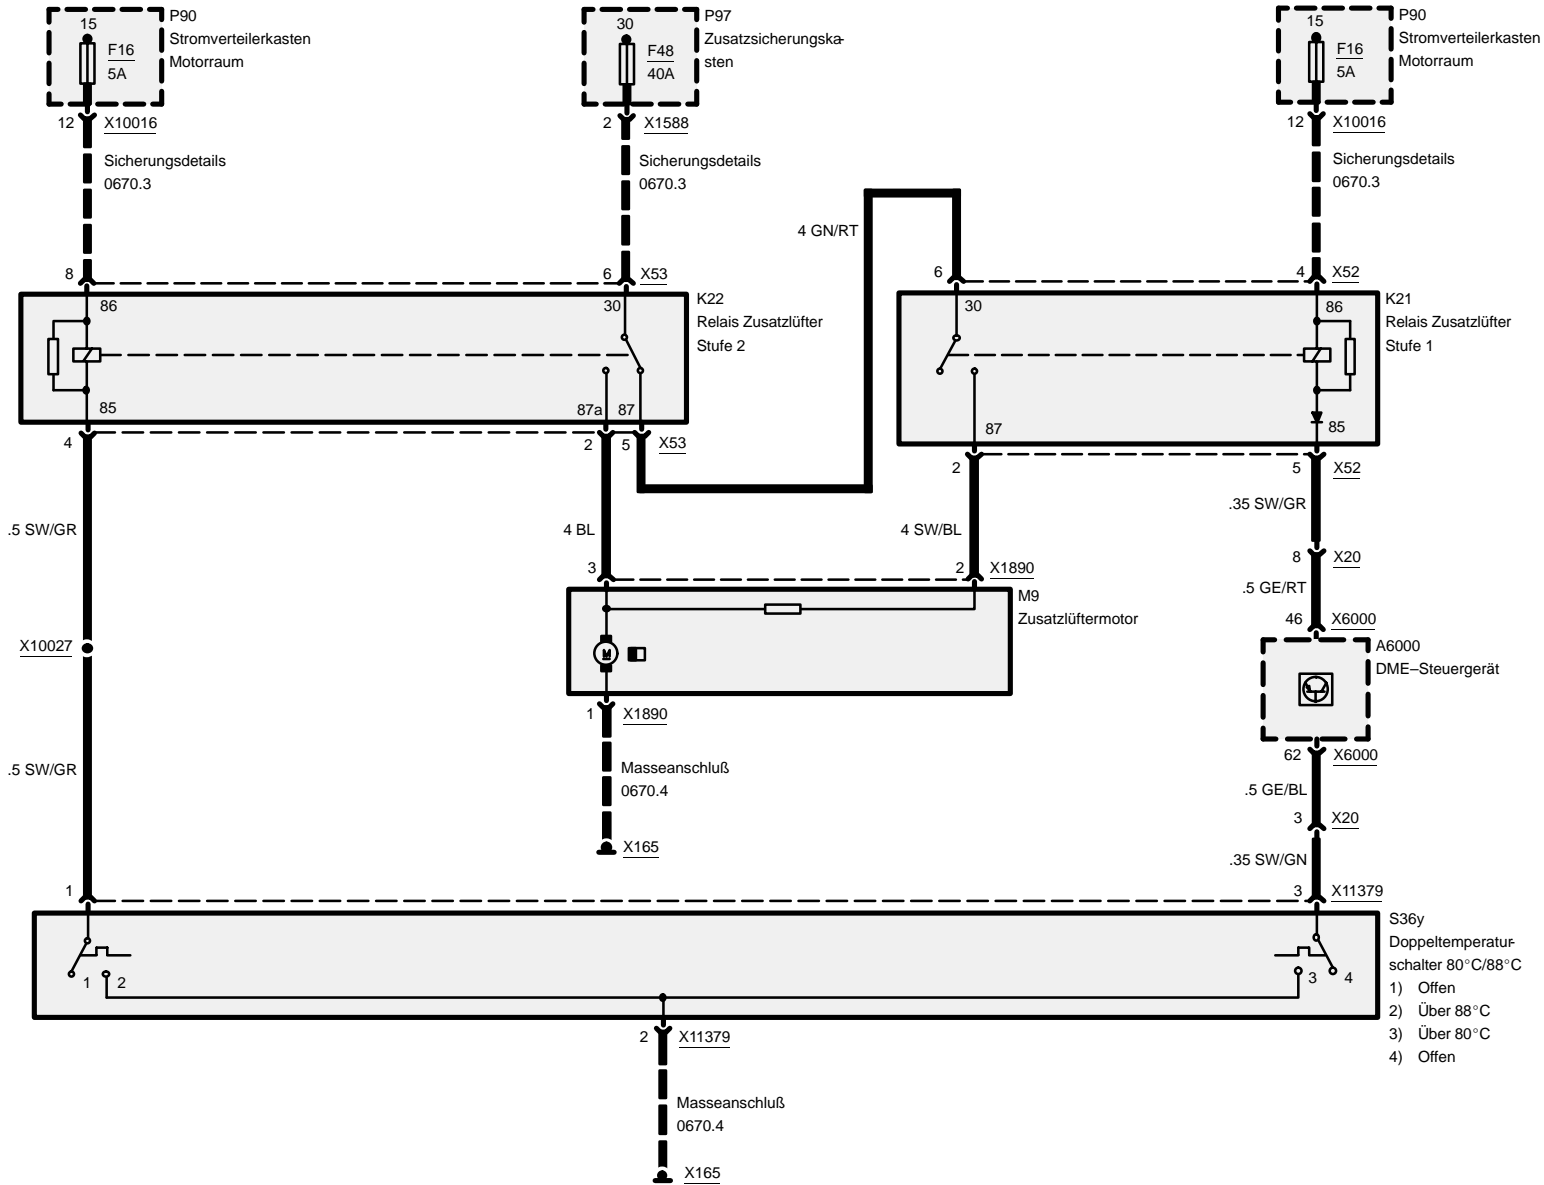 P90
Stromverteilerkasten
Motorraum
15
F16
5A
12
X10016
Sicherungsdetails
0670.3
P97
Zusatzsicherungska-
sten
30
F48
40A
2
X1588
Sicherungsdetails
0670.3
P90
Stromverteilerkasten
Motorraum
15
F16
5A
12
X10016
Sicherungsdetails
0670.3
4 GN/RT
8
6
X53
6
4
X52
86
30
K22
Relais Zusatzlüfter
Stufe 2
85
87a
87
30
86
K21
Relais Zusatzlüfter
Stufe 1
87
85
4
2
5
X53
2
5
X52
.5 SW/GR
4 BL
4 SW/BL
.35 SW/GR
8
X20
.5 GE/RT
3
2
X1890
46
X6000
M9
Zusatzlüftermotor
M
X10027
A6000
DME–Steuergerät
1
X1890
62
X6000
.5 SW/GR
Masseanschluß
0670.4
.5 GE/BL
3
X20
X165
.35 SW/GN
1
3
X11379
S36y
Doppeltemperatur-
schalter 80°C/88°C
1) Offen
2) Über 88°C
3) Über 80°C
4) Offen
1
2
3
4
2
X11379
Masseanschluß
0670.4
X165